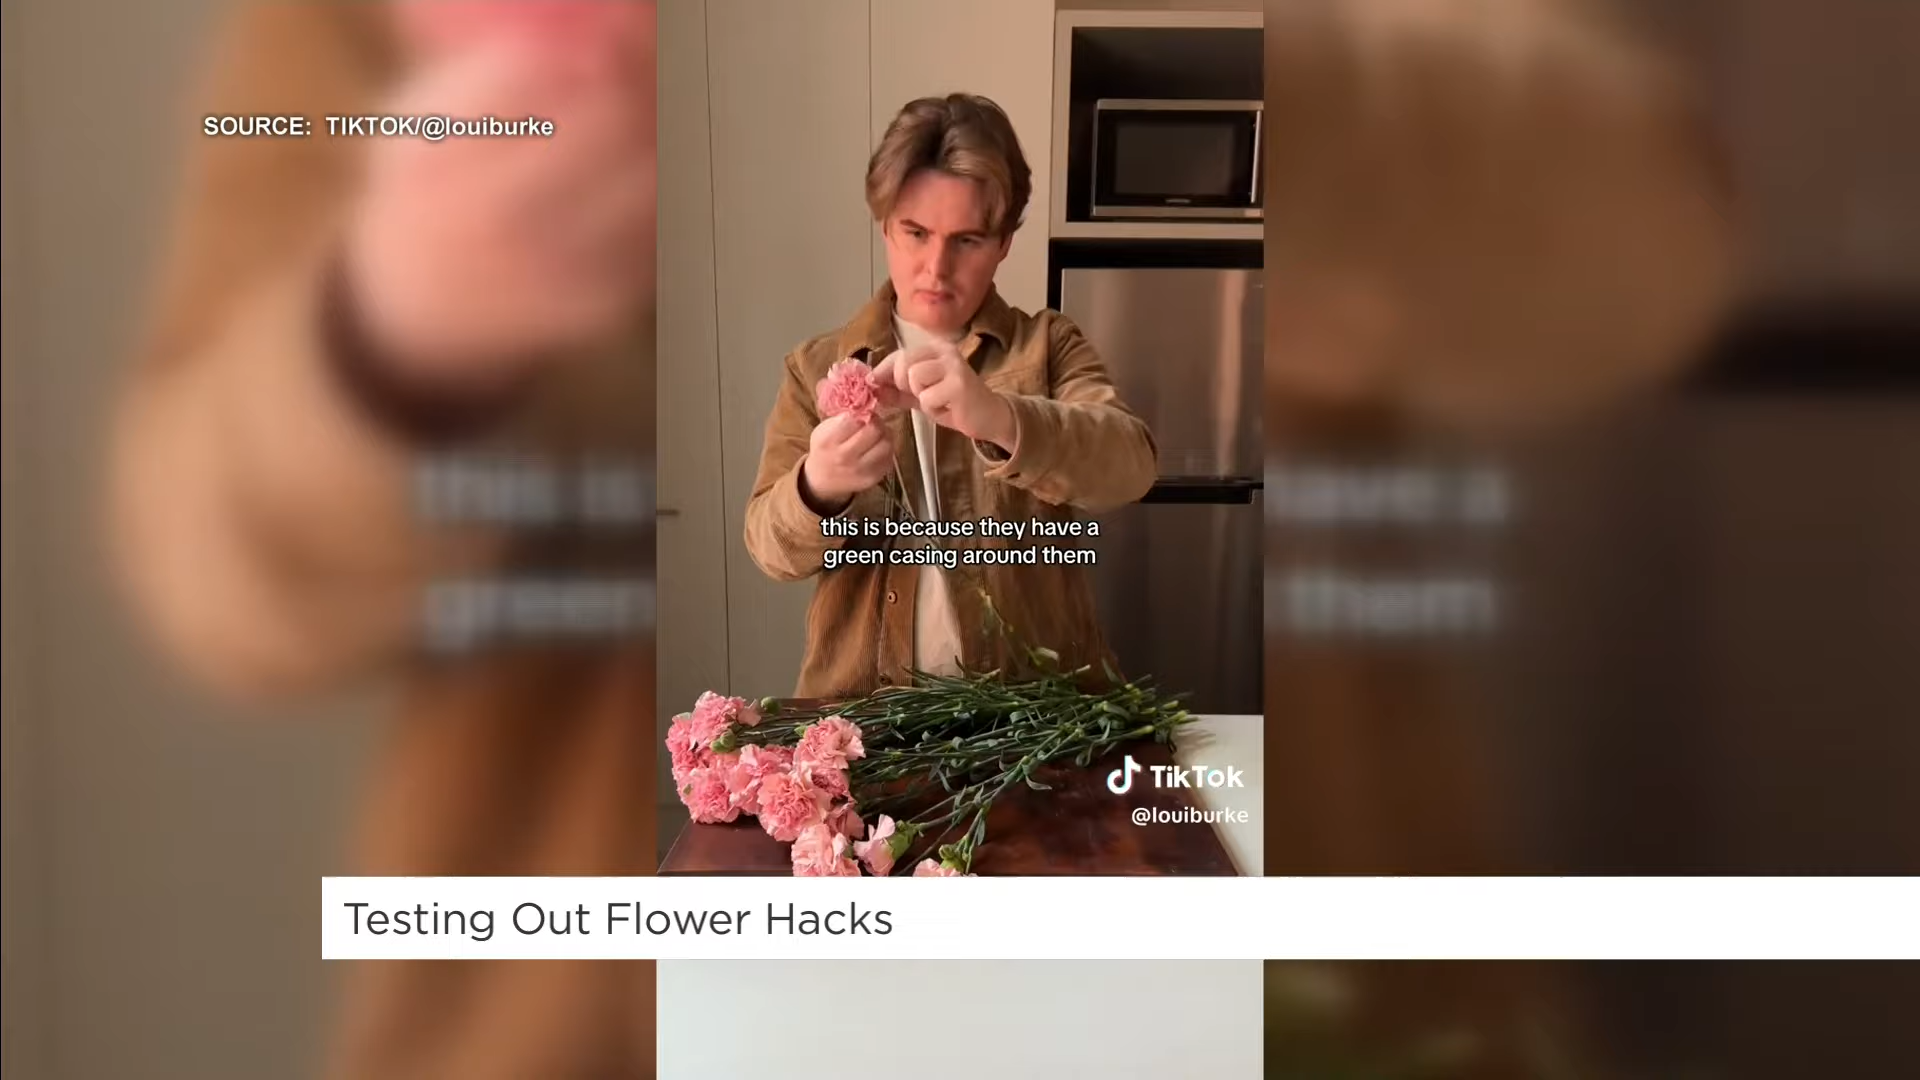 SOURCE: TIKTOK/@louiburke
this is because they have a
green casing around them
TikTok
@louiburke
Testing Out Flower Hacks